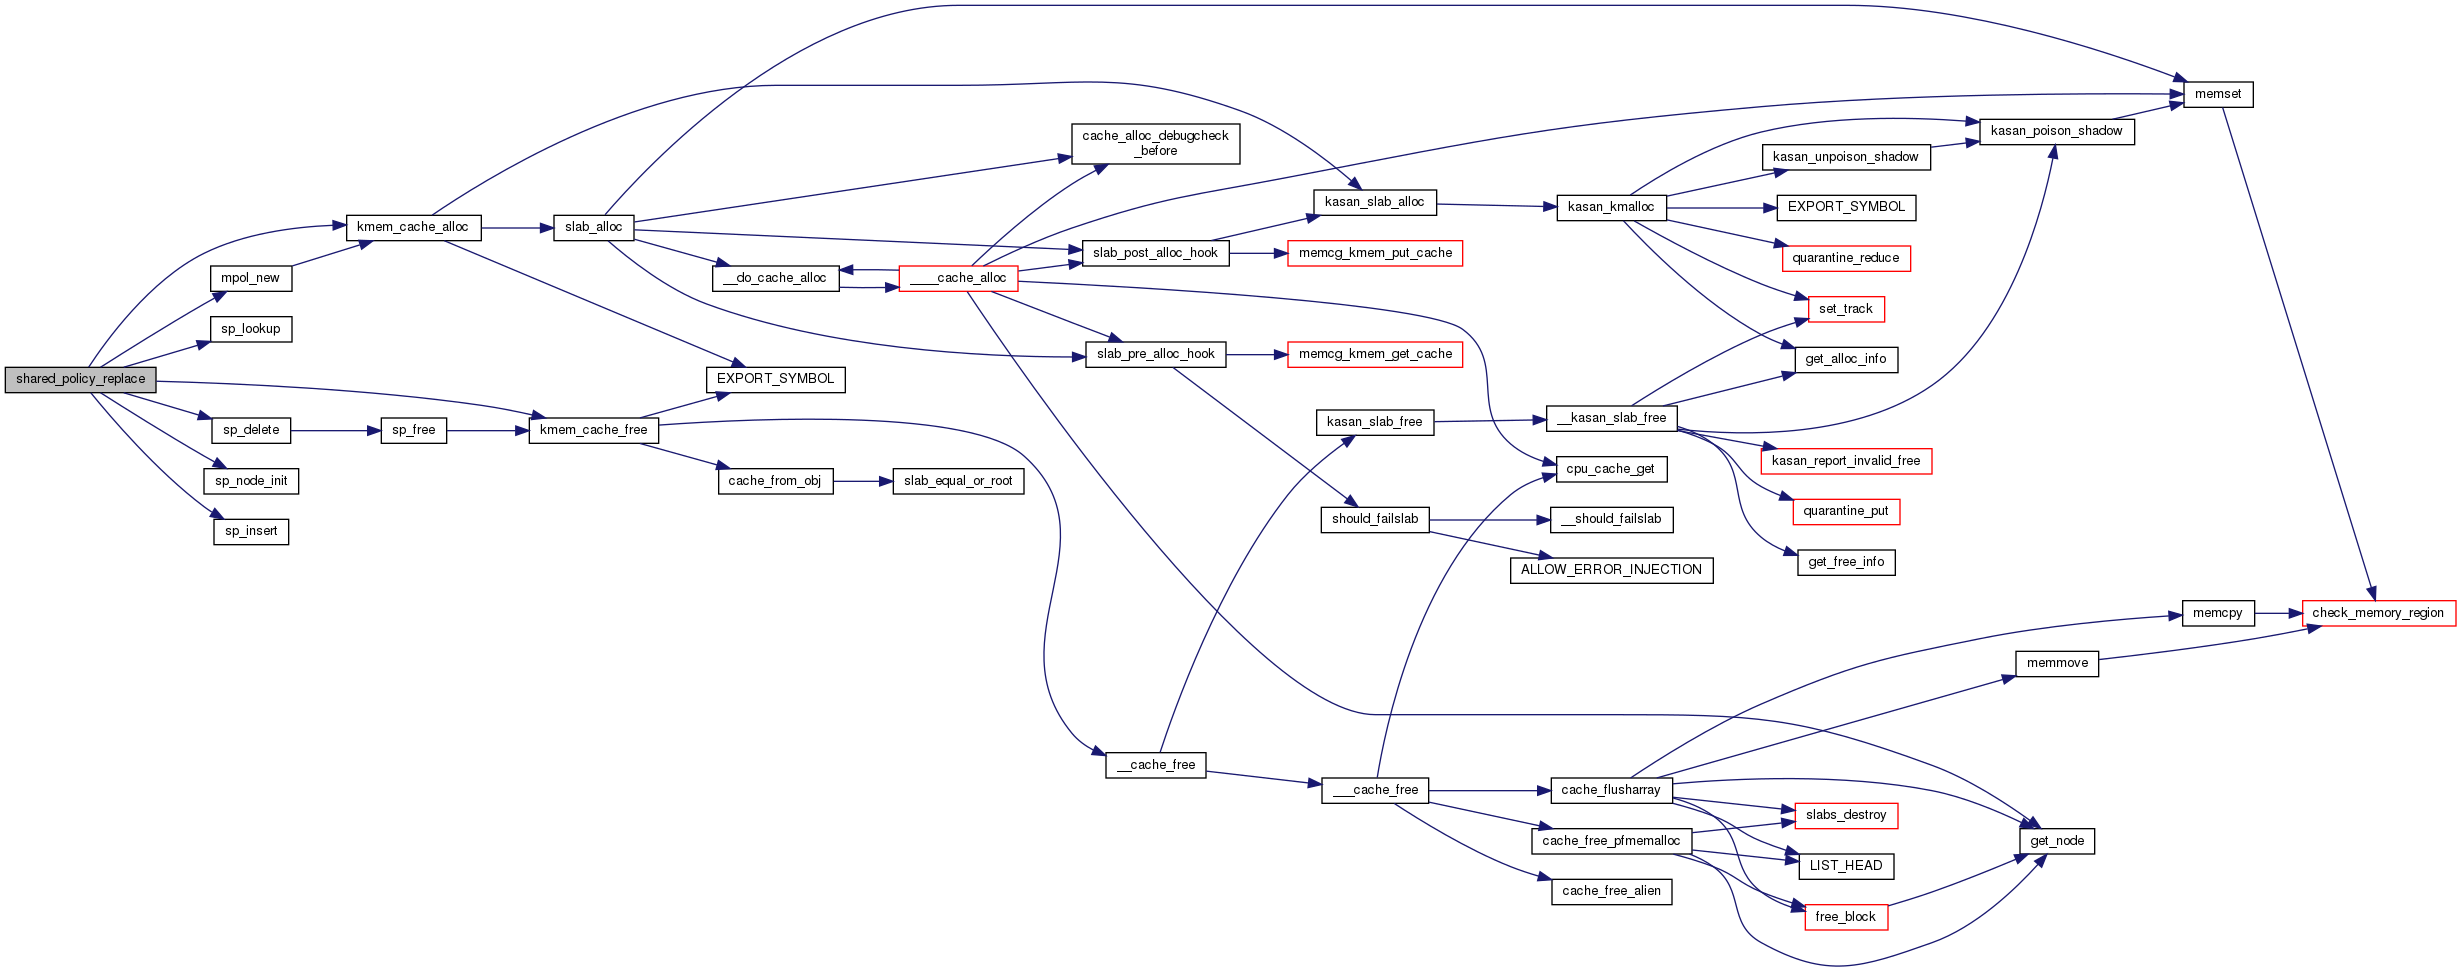 shared_policy_replace
kmem_cache_alloc
mpol_new
sp_lookup
sp_delete
sp_free
sp_node_init
sp_insert
slab_alloc
kmem_cache_free
EXPORT_SYMBOL
__do_cache_alloc
cache_from_obj
slab_equal_or_root
____cache_alloc
cache_alloc_debugcheck
_before
slab_post_alloc_hook
slab_pre_alloc_hook
__cache_free
kasan_slab_alloc
memcg_kmem_put_cache
memcg_kmem_get_cache
kasan_slab_free
should_failslab
___cache_free
kasan_kmalloc
__kasan_slab_free
cpu_cache_get
__should_failslab
ALLOW_ERROR_INJECTION
cache_flusharray
cache_free_pfmemalloc
cache_free_alien
kasan_unpoison_shadow
EXPORT_SYMBOL
quarantine_reduce
set_track
get_alloc_info
kasan_report_invalid_free
quarantine_put
get_free_info
slabs_destroy
LIST_HEAD
free_block
kasan_poison_shadow
memmove
get_node
memset
memcpy
check_memory_region